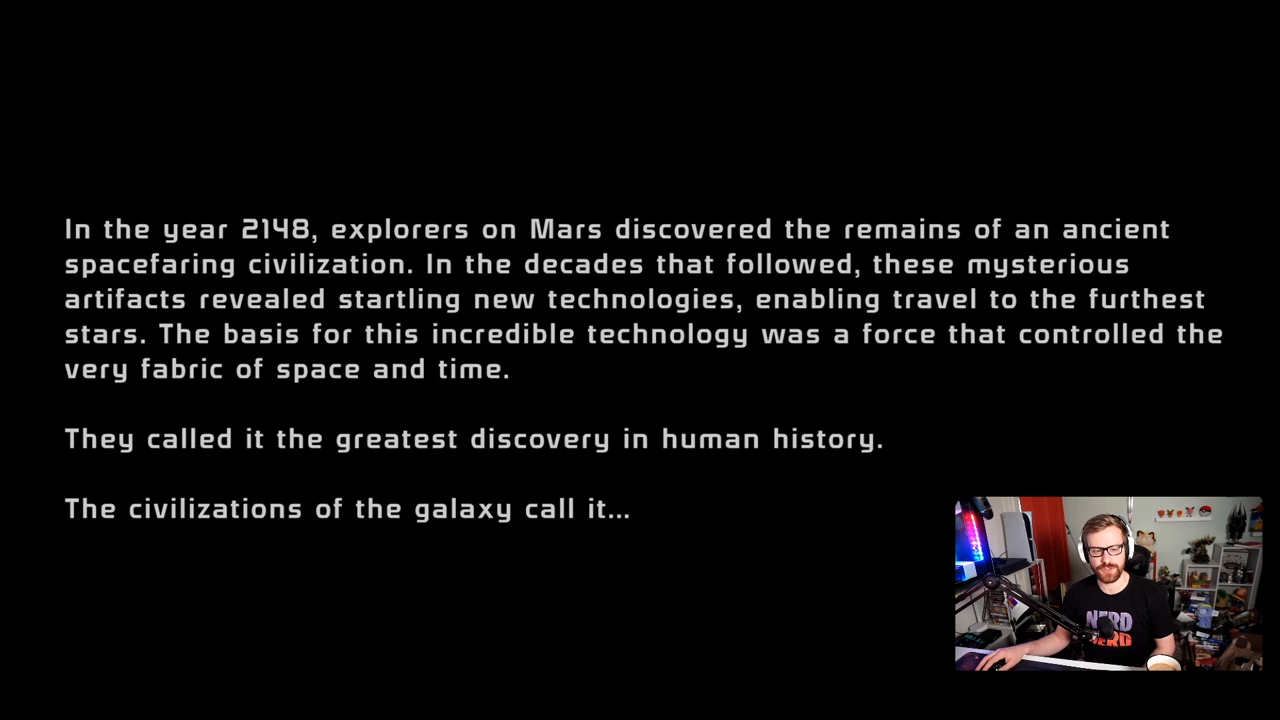 In the year 2148, explorers on Mars discovered the remains of an ancient
spacefaring civilization. In the decades that followed, these mysterious
artifacts revealed startling new technologies, enabling travel to the furthest
stars. The basis for this incredible technology was a force that controlled the
very fabric of space and time.
They called it the greatest discovery in human history.
The civilizations of the galaxy call it...
NERD
NERD